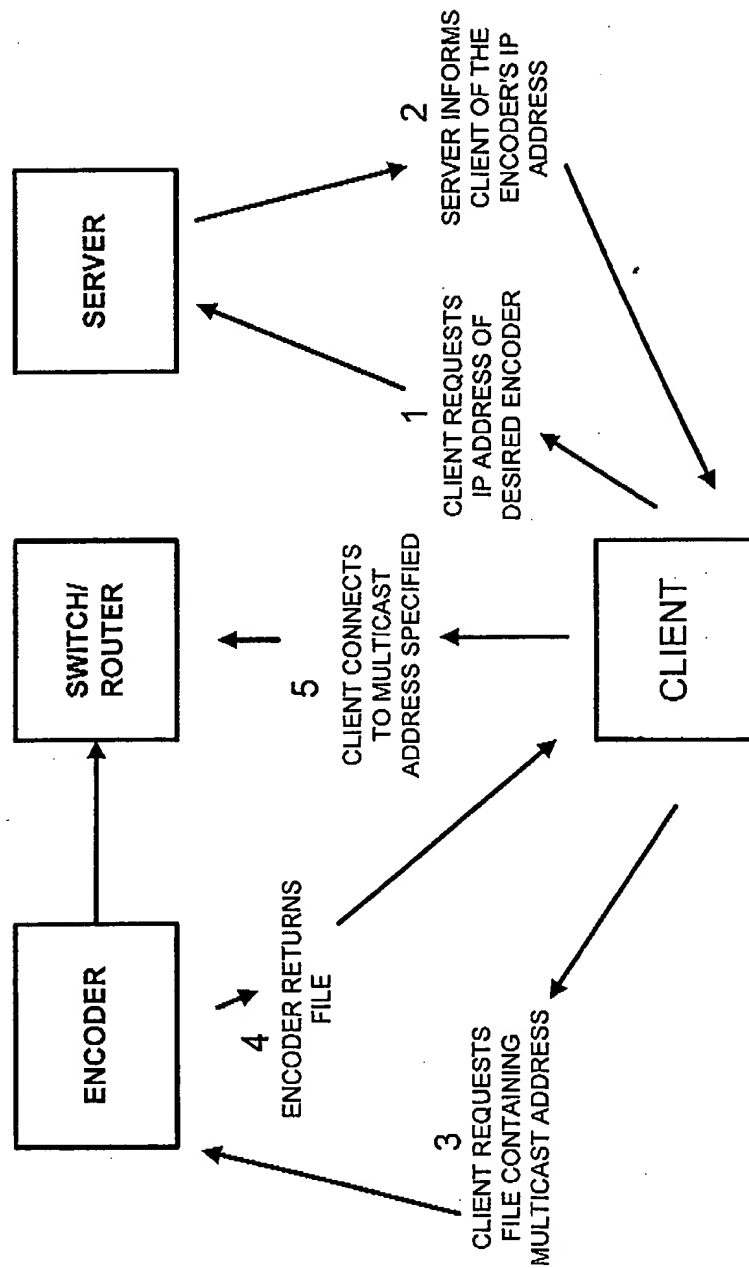 ENCODER
SWITCH/
ROUTER
SERVER
4
ENCODER RETURNS
FILE
5
CLIENT CONNECTS
TO MULTICAST
ADDRESS SPECIFIED
1
CLIENT REQUESTS
IP ADDRESS OF
DESIRED ENCODER
2
SERVER INFORMS
CLIENT OF THE
ENCODER'S IP
ADDRESS
3
CLIENT REQUESTS
FILE CONTAINING
MULTICAST ADDRESS
CLIENT